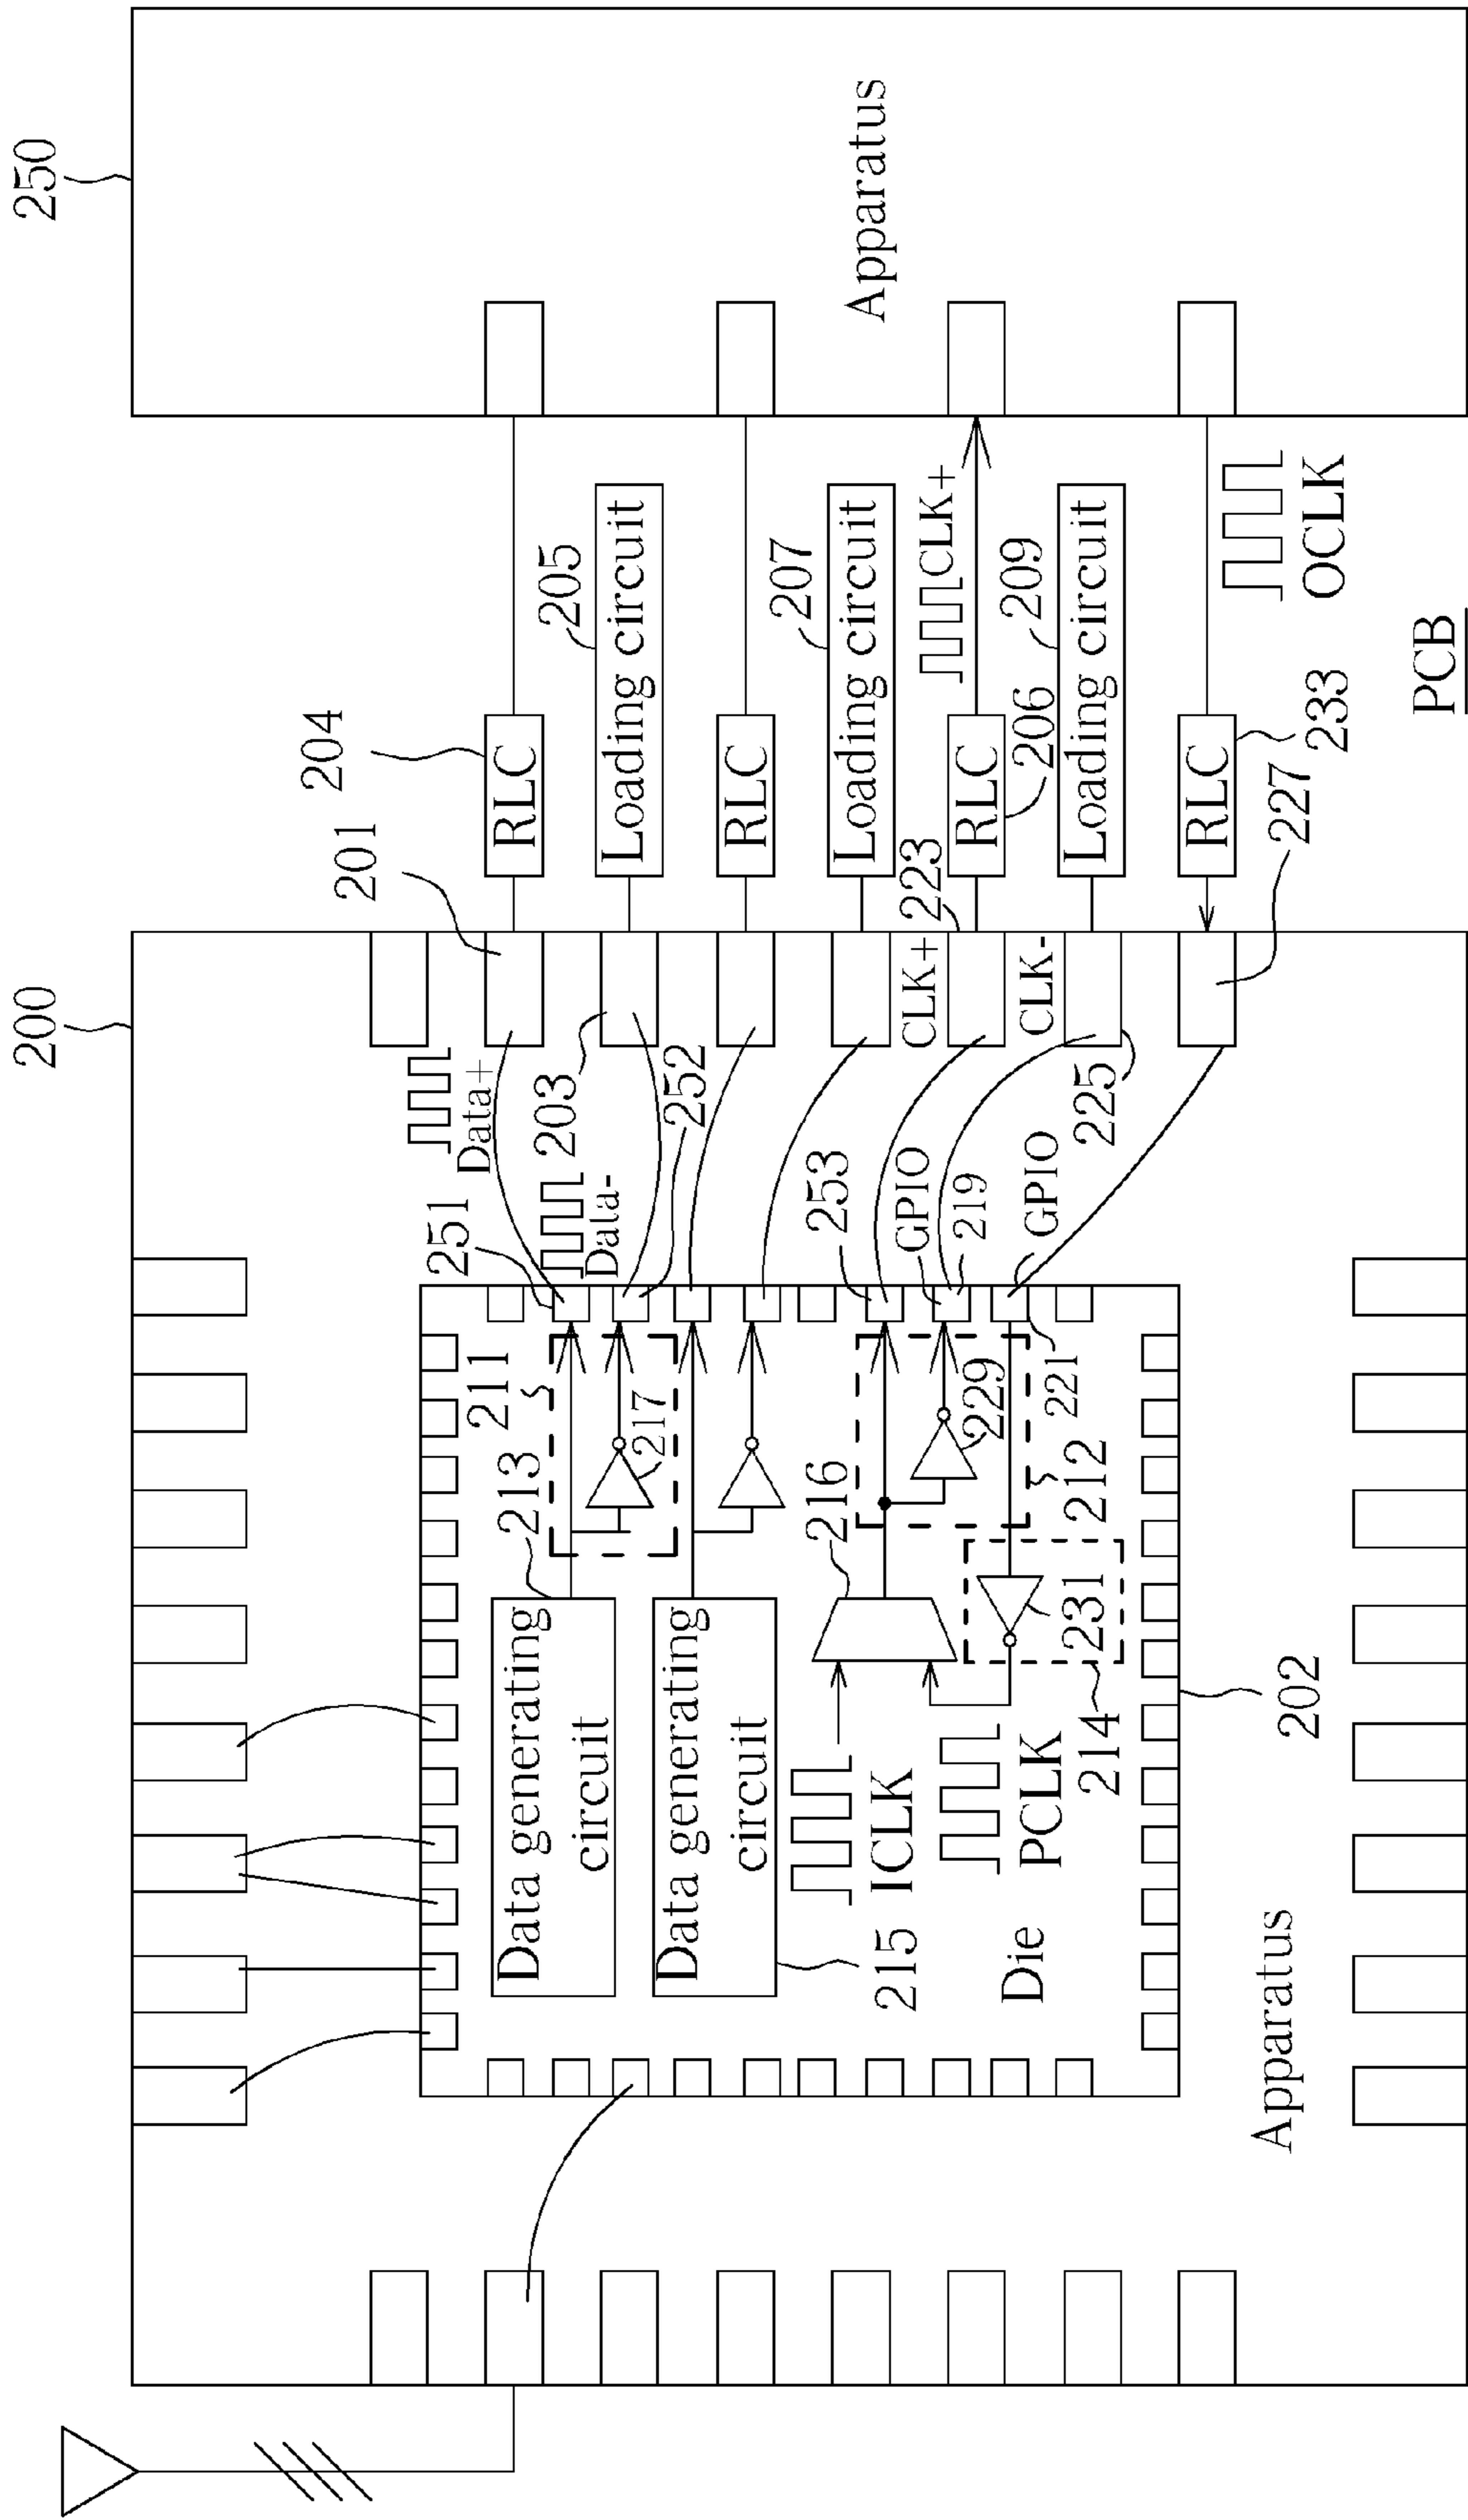 200
250
204
201
RLC
205
Loading circuit
RLC
207
Loading circuit
CLK+
223
RLC
206
209
Loading circuit
RLC
233
227
OCLK
PCB
Apparatus
Data+
203
Data-
252
251
CLK+
CLK-
225
253
GPIO
219
GPIO
211
213
217
Data generating
circuit
Data generating
circuit
215
216
229
221
212
231
214
ICLK
PCLK
Die
202
Apparatus